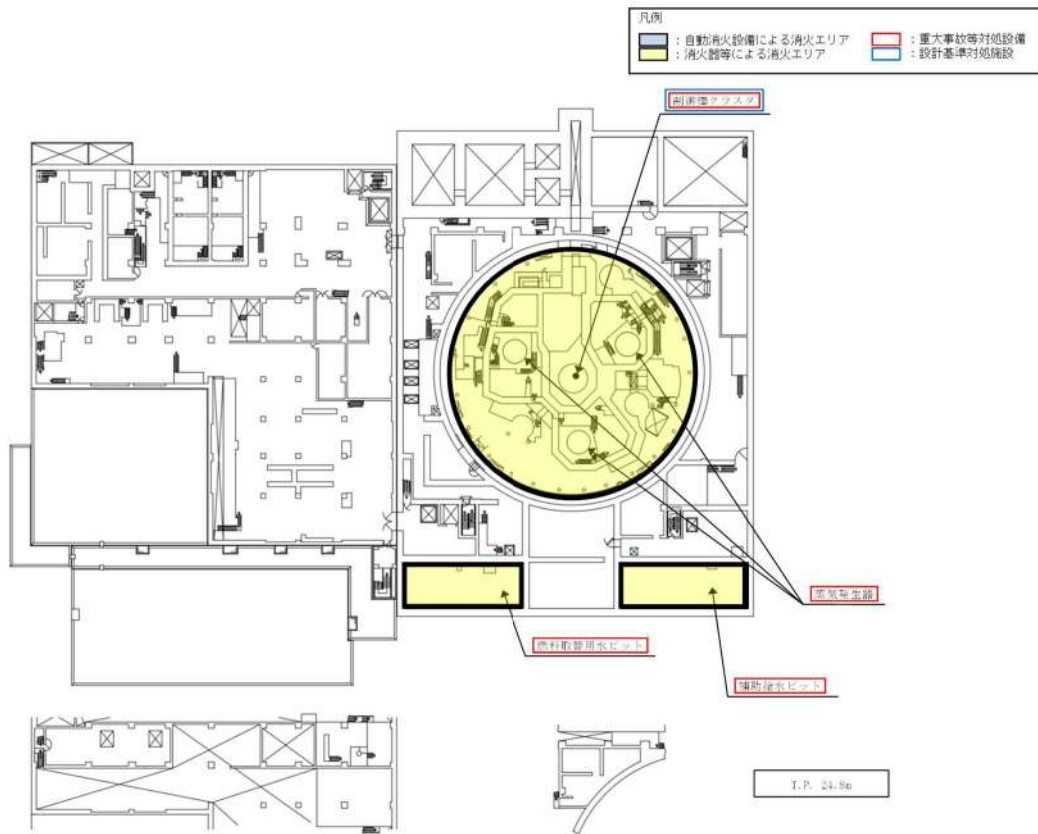 凡例
：自動消火設備による消火エリア
：重大事故等対処設備
：消火器等による消火エリア
：設計基準対処施設
制御棒クラスタ
蒸気発生器
燃料取替用水ピット
補助給水ピット
T.P. 24.8m